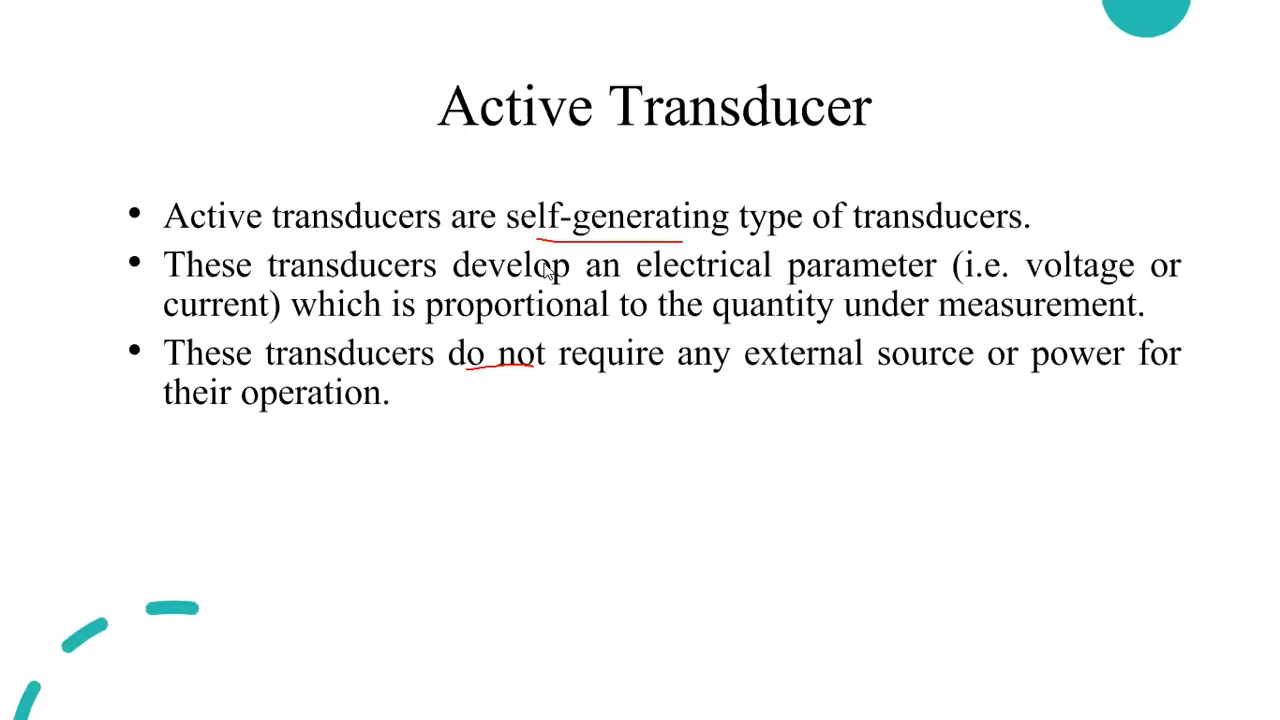 Active Transducer
• Active transducers are self-generating type of transducers.
• These transducers develop an electrical parameter (i.e. voltage or
current) which is proportional to the quantity under measurement.
• These transducers do not require any external source or power for
their operation.